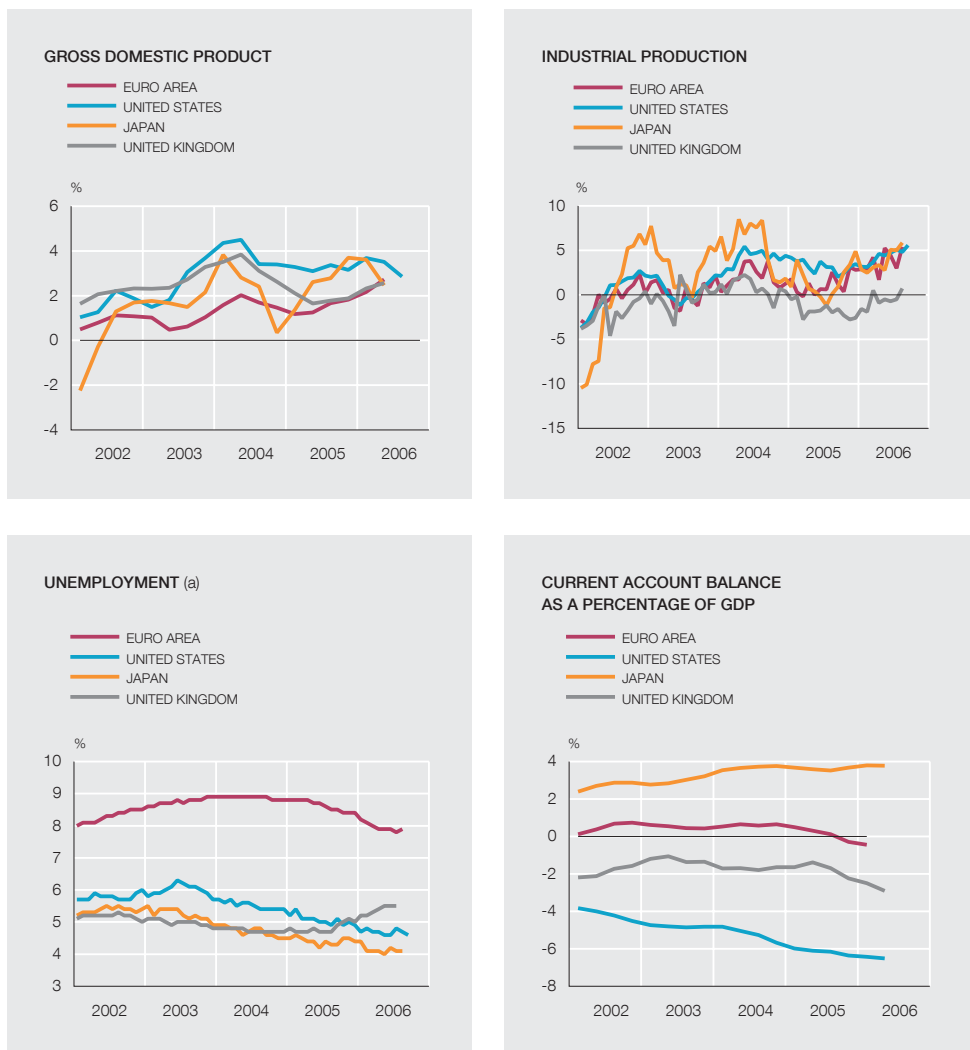 GROSS DOMESTIC PRODUCT
EURO AREA
UNITED STATES
JAPAN
UNITED KINGDOM
%
6
4
2
0
-2
-4
2002 2003 2004 2005 2006
INDUSTRIAL PRODUCTION
EURO AREA
UNITED STATES
JAPAN
UNITED KINGDOM
%
10
5
0
-5
-10
-15
2002 2003 2004 2005 2006
UNEMPLOYMENT (a)
EURO AREA
UNITED STATES
JAPAN
UNITED KINGDOM
%
10
9
8
7
6
5
4
3
2002 2003 2004 2005 2006
CURRENT ACCOUNT BALANCE
AS A PERCENTAGE OF GDP
EURO AREA
UNITED STATES
JAPAN
UNITED KINGDOM
%
4
2
0
-2
-4
-6
-8
2002 2003 2004 2005 2006